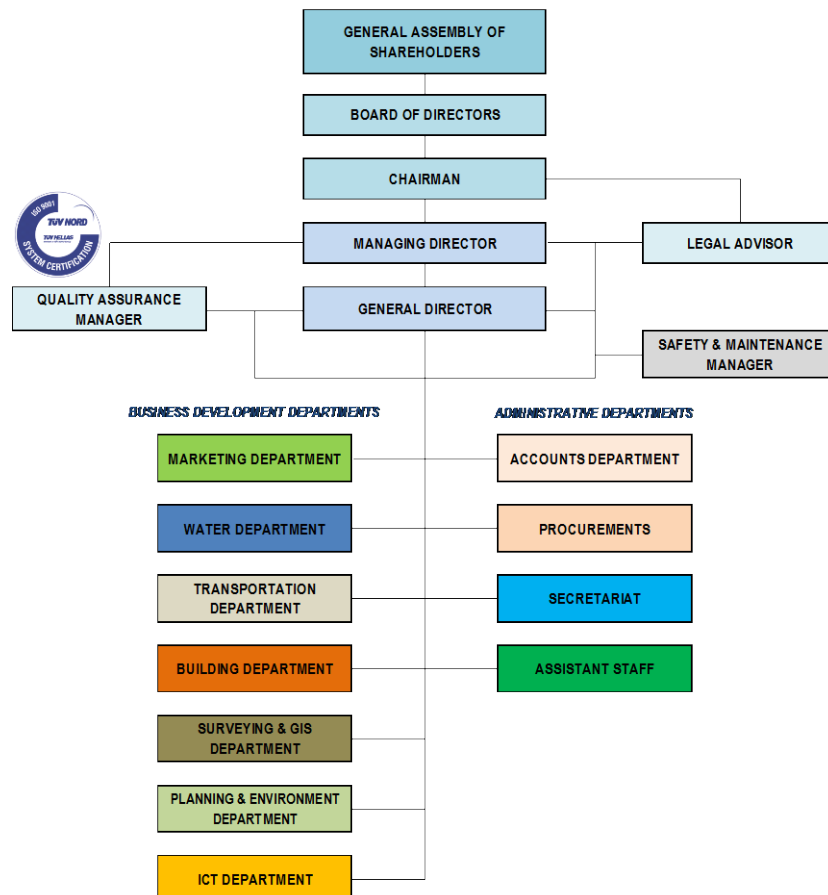 GENERAL ASSEMBLY OF
SHAREHOLDERS
BOARD OF DIRECTORS
CHAIRMAN
ISO 9001
TÜV NORD
TÜV HELLAS
SYSTEM CERTIFICATION
MANAGING DIRECTOR
LEGAL ADVISOR
QUALITY ASSURANCE
MANAGER
GENERAL DIRECTOR
SAFETY & MAINTENANCE
MANAGER
BUSINESS DEVELOPMENT DEPARTMENTS
ADMINISTRATIVE DEPARTMENTS
MARKETING DEPARTMENT
ACCOUNTS DEPARTMENT
WATER DEPARTMENT
PROCUREMENTS
TRANSPORTATION
DEPARTMENT
SECRETARIAT
BUILDING DEPARTMENT
ASSISTANT STAFF
SURVEYING & GIS
DEPARTMENT
PLANNING & ENVIRONMENT
DEPARTMENT
ICT DEPARTMENT